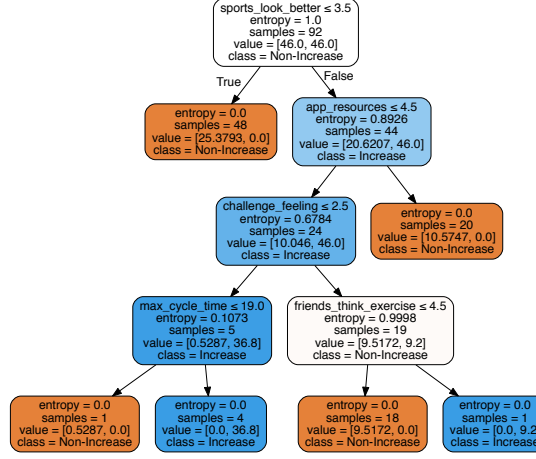 sports_look_better ≤ 3.5
entropy = 1.0
samples = 92
value = [46.0, 46.0]
class = Non-Increase
True
False
entropy = 0.0
samples = 48
value = [25.3793, 0.0]
class = Non-Increase
app_resources ≤ 4.5
entropy = 0.8926
samples = 44
value = [20.6207, 46.0]
class = Increase
challenge_feeling ≤ 2.5
entropy = 0.6784
samples = 24
value = [10.046, 46.0]
class = Increase
entropy = 0.0
samples = 20
value = [10.5747, 0.0]
class = Non-Increase
max_cycle_time ≤ 19.0
entropy = 0.1073
samples = 5
value = [0.5287, 36.8]
class = Increase
friends_think_exercise ≤ 4.5
entropy = 0.9998
samples = 19
value = [9.5172, 9.2]
class = Non-Increase
entropy = 0.0
samples = 1
value = [0.5287, 0.0]
class = Non-Increase
entropy = 0.0
samples = 4
value = [0.0, 36.8]
class = Increase
entropy = 0.0
samples = 18
value = [9.5172, 0.0]
class = Non-Increase
entropy = 0.0
samples = 1
value = [0.0, 9.2]
class = Increase